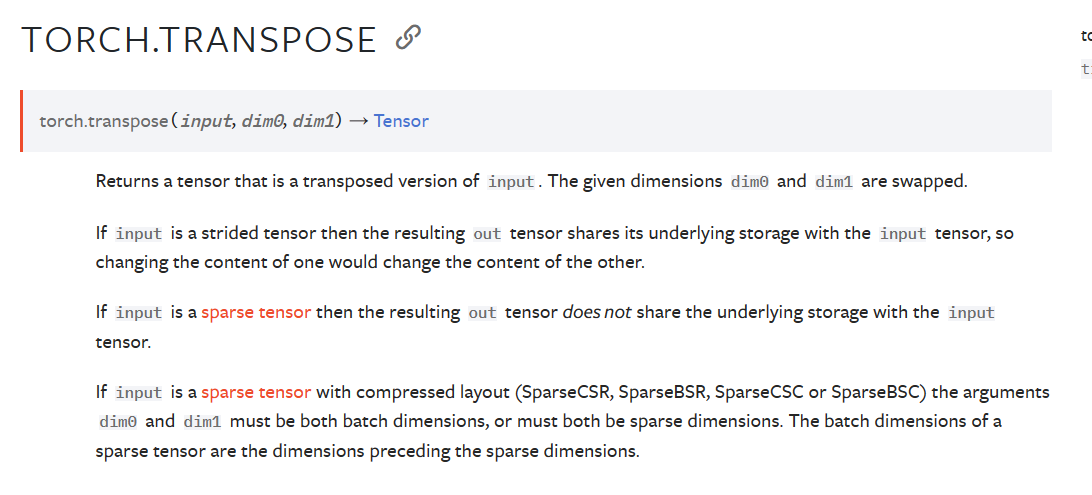 TORCH.TRANSPOSE
torch.transpose(input, dim0, dim1) → Tensor
Returns a tensor that is a transposed version of input. The given dimensions dim0 and dim1 are swapped.
If input is a strided tensor then the resulting out tensor shares its underlying storage with the input tensor, so
changing the content of one would change the content of the other.
If input is a sparse tensor then the resulting out tensor does not share the underlying storage with the input
tensor.
If input is a sparse tensor with compressed layout (SparseCSR, SparseBSR, SparseCSC or SparseBSC) the arguments
dim0 and dim1 must be both batch dimensions, or must both be sparse dimensions. The batch dimensions of a
sparse tensor are the dimensions preceding the sparse dimensions.